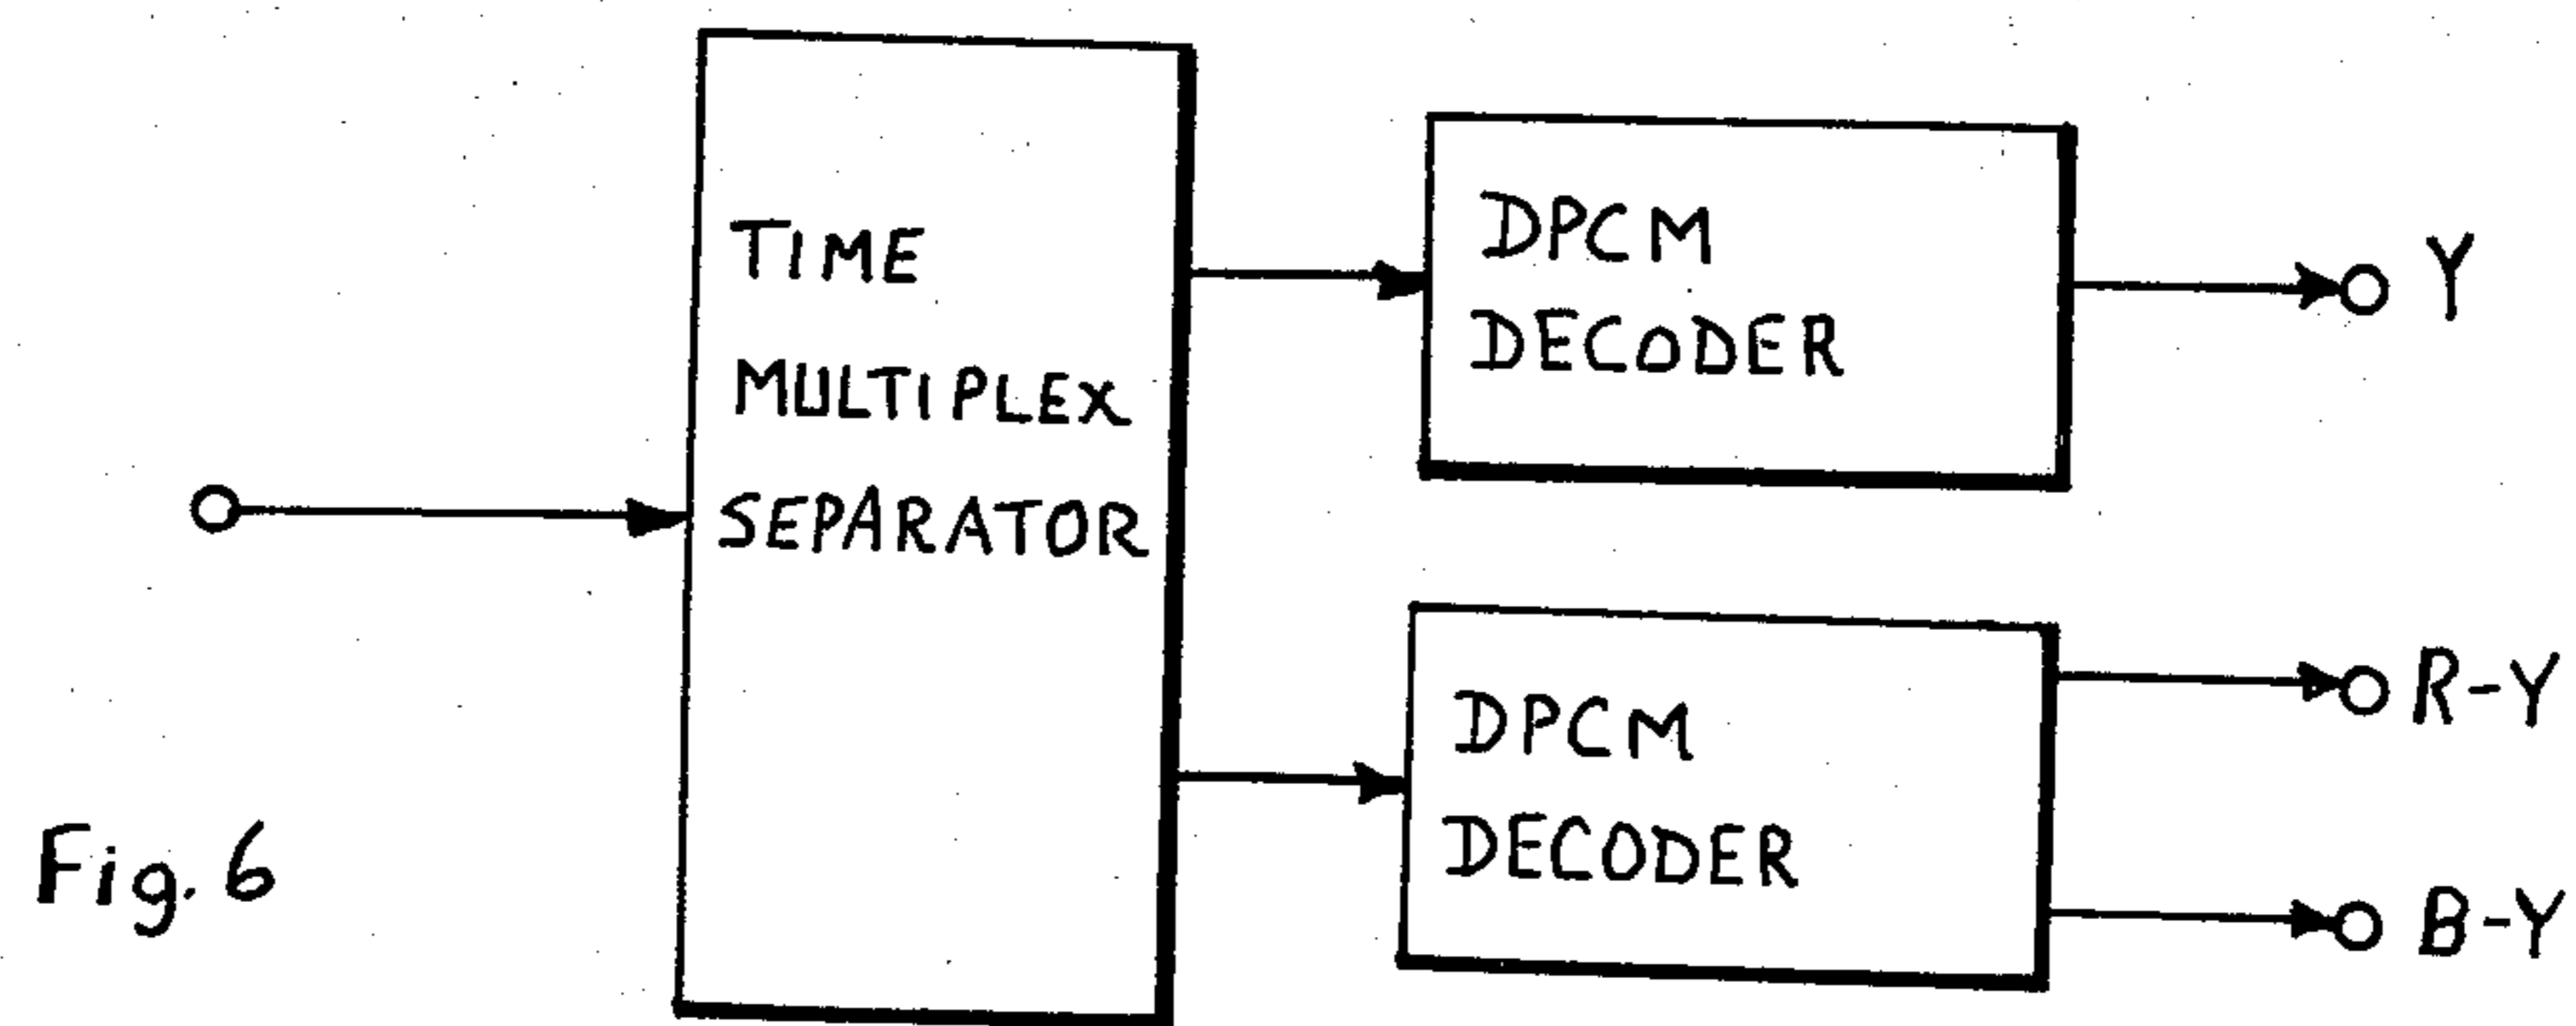 TIME
MULTIPLEX
SEPARATOR
DPCM
DECODER
Y
DPCM
DECODER
R-Y
B-Y
Fig. 6